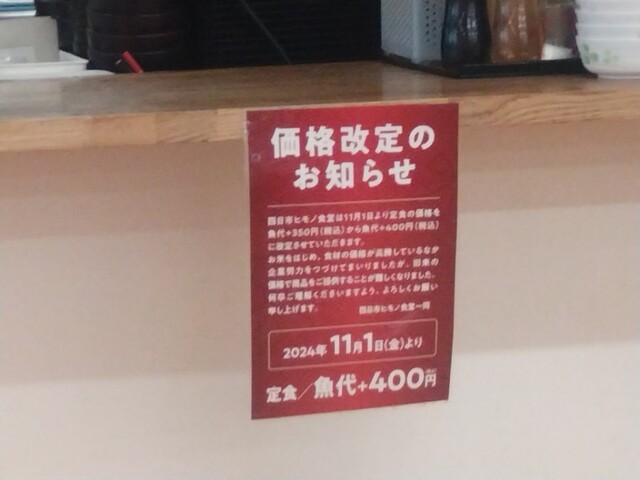 価格改定の
お知らせ
四日市ヒモノ食堂は11月1日より定食の価格を
魚代+350円(税込)から魚代+400円(税込)
に改定させていただきます。
お米をはじめ、食材の価格が高騰しているなか
企業努力をつづけてまいりましたが、従来の
価格で商品をご提供することが難しくなりました。
何卒ご理解くださいますよう、よろしくお願い
申し上げます。 四日市ヒモノ食堂一同
2024年 11月1日(金)より
定食/魚代+400円(税込)